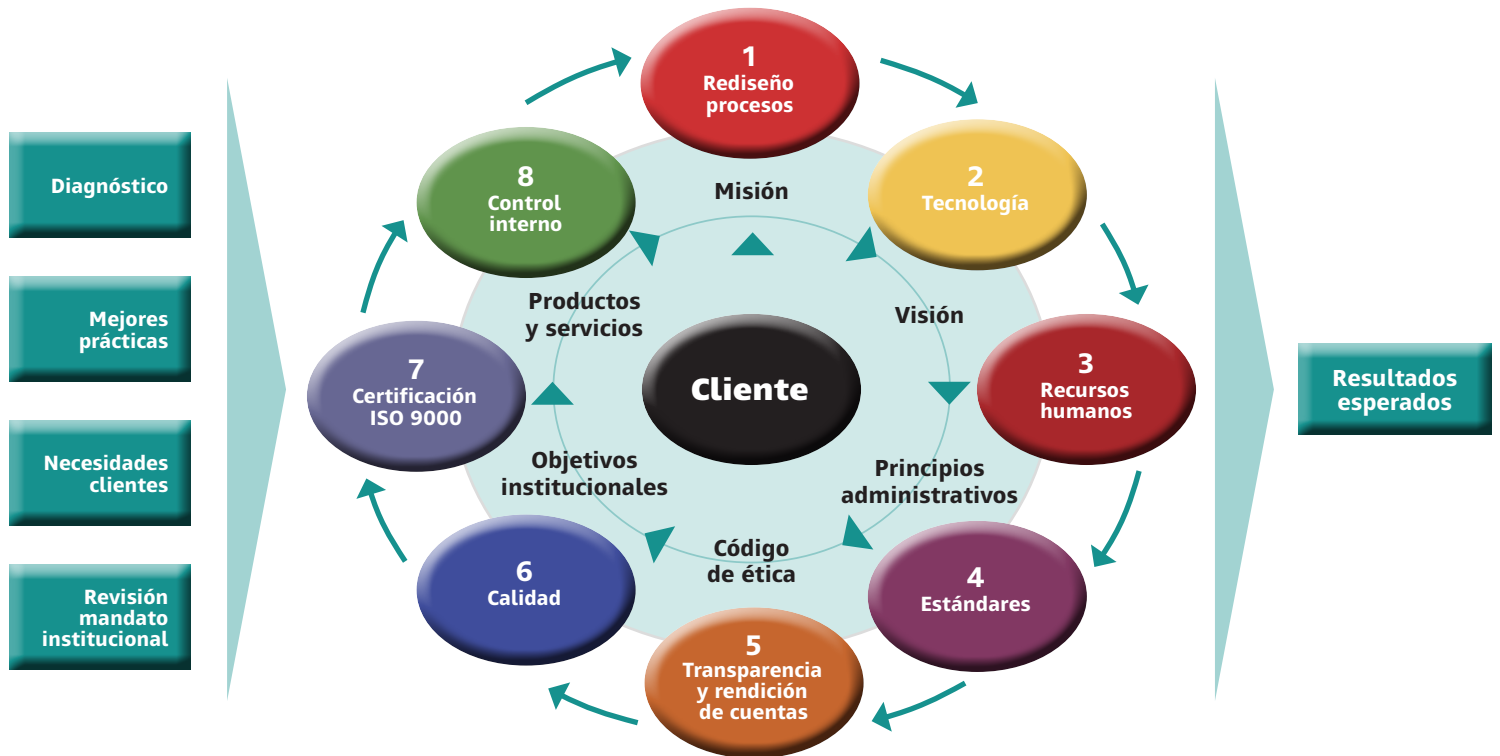 Diagnóstico
Mejores
prácticas
Necesidades
clientes
Revisión
mandato
institucional
1
Rediseño
procesos
2
Tecnología
3
Recursos
humanos
4
Estándares
5
Transparencia
y rendición
de cuentas
6
Calidad
7
Certificación
ISO 9000
8
Control
interno
Misión
Visión
Principios
administrativos
Código
de ética
Objetivos
institucionales
Productos
y servicios
Cliente
Resultados
esperados